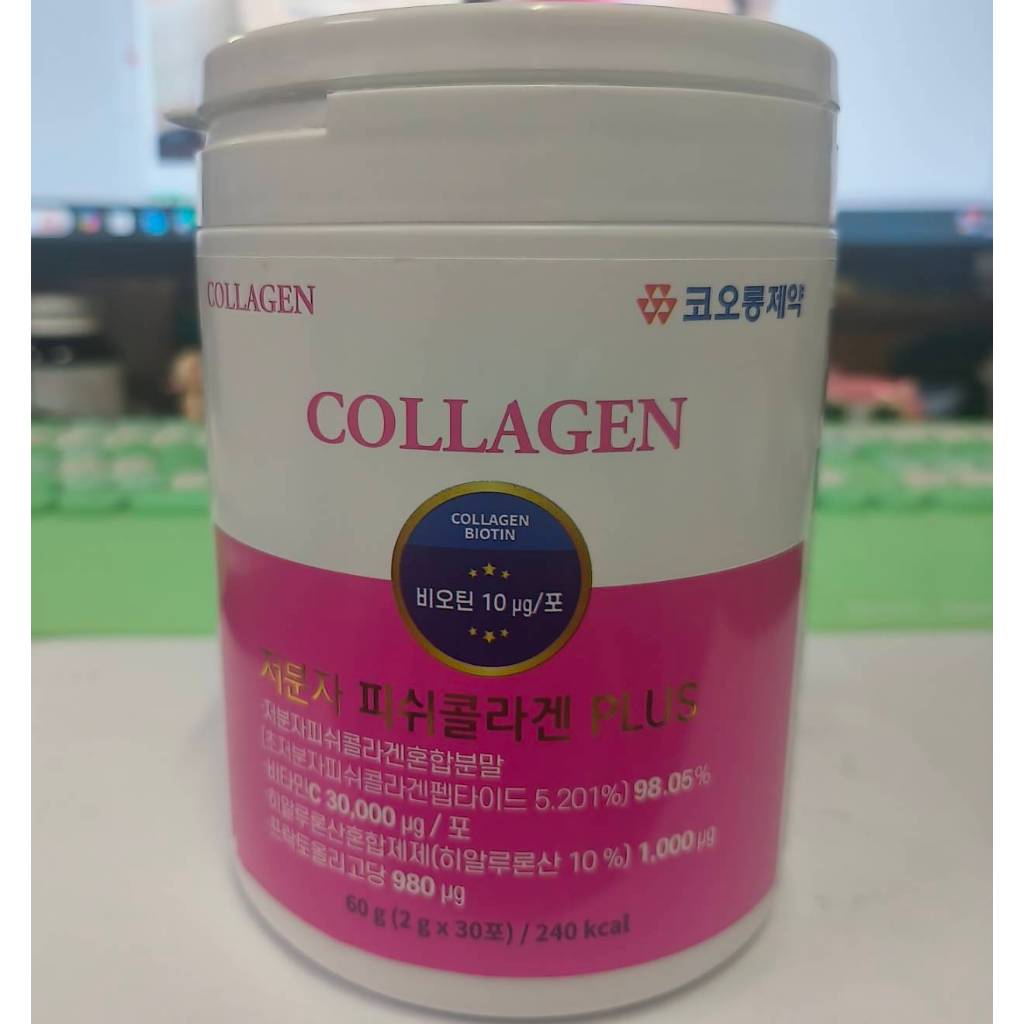 COLLAGEN
코오롱제약
COLLAGEN
COLLAGEN
BIOTIN
비오틴 10 μg/포
저분자 피쉬콜라겐 PLUS
·저분자피쉬콜라겐혼합분말
(초저분자피쉬콜라겐펩타이드 5.201%) 98.05%
·비타민C 30,000 μg / 포
·히알루론산혼합제제(히알루론산 10 %) 1,000 μg
·프락토올리고당 980 μg
60 g (2 g x 30포) / 240 kcal